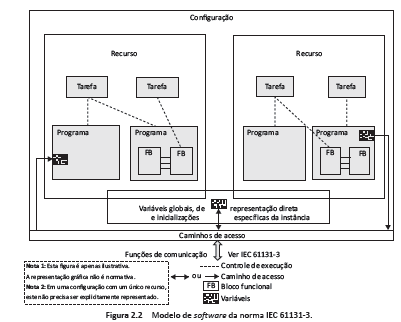 Configuração
Recurso
Recurso
Tarefa
Tarefa
Tarefa
Tarefa
Programa
Programa
Programa
Programa
FB
FB
FB
FB
Variáveis globais, de representação direta
e inicializações específicas da instância
Caminhos de acesso
Funções de comunicação Ver IEC 61131-3
Nota 1: Esta figura é apenas ilustrativa.
A representação gráfica não é normativa.
Nota 2: Em uma configuração com um único recurso,
este não precisa ser explicitamente representado.
Controle de execução
ou Caminho de acesso
FB Bloco funcional
Variáveis
Figura 2.2 Modelo de software da norma IEC 61131-3.